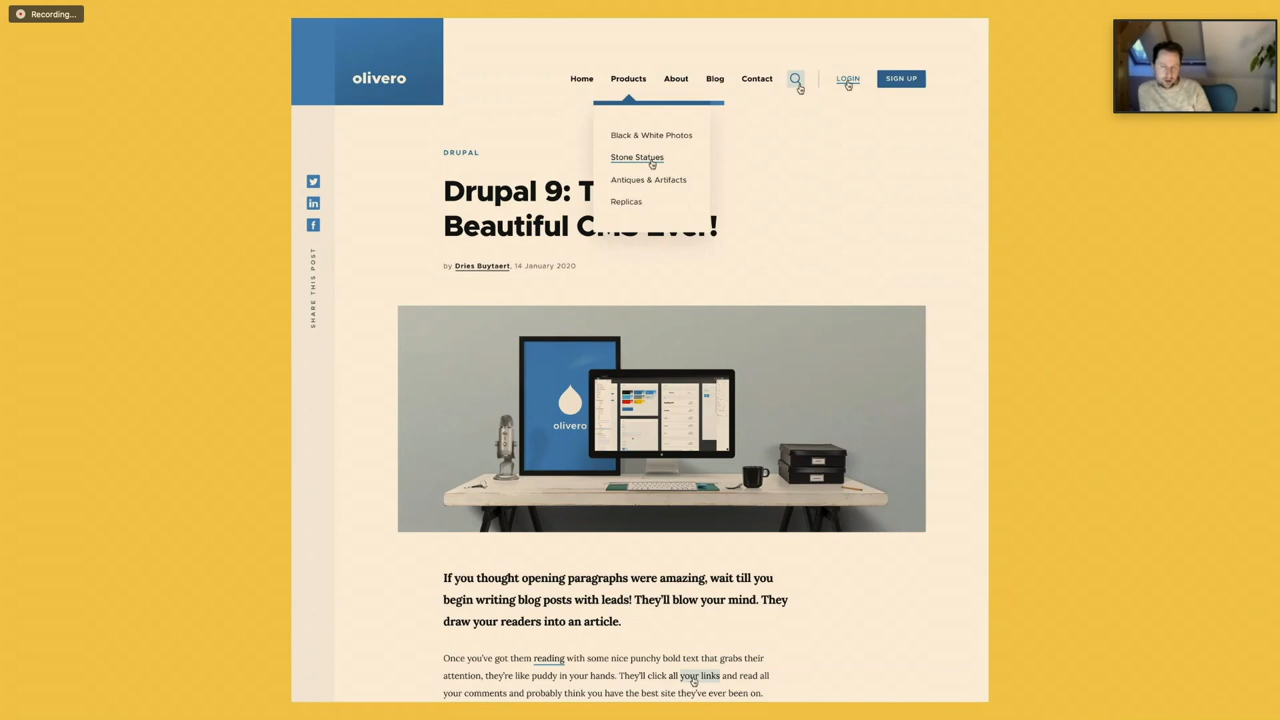 Recording...
olivero
Home Products About Blog Contact LOGIN SIGN UP
Black & White Photos
Stone Statues
Antiques & Artifacts
Replicas
DRUPAL
Drupal 9: T
Beautiful CMS Ever!
by Dries Buytaert, 14 January 2020
SHARE THIS POST
olivero
If you thought opening paragraphs were amazing, wait till you
begin writing blog posts with leads! They'll blow your mind. They
draw your readers into an article.
Once you've got them reading with some nice punchy bold text that grabs their
attention, they're like puddy in your hands. They'll click all your links and read all
your comments and probably think you have the best site they've ever been on.